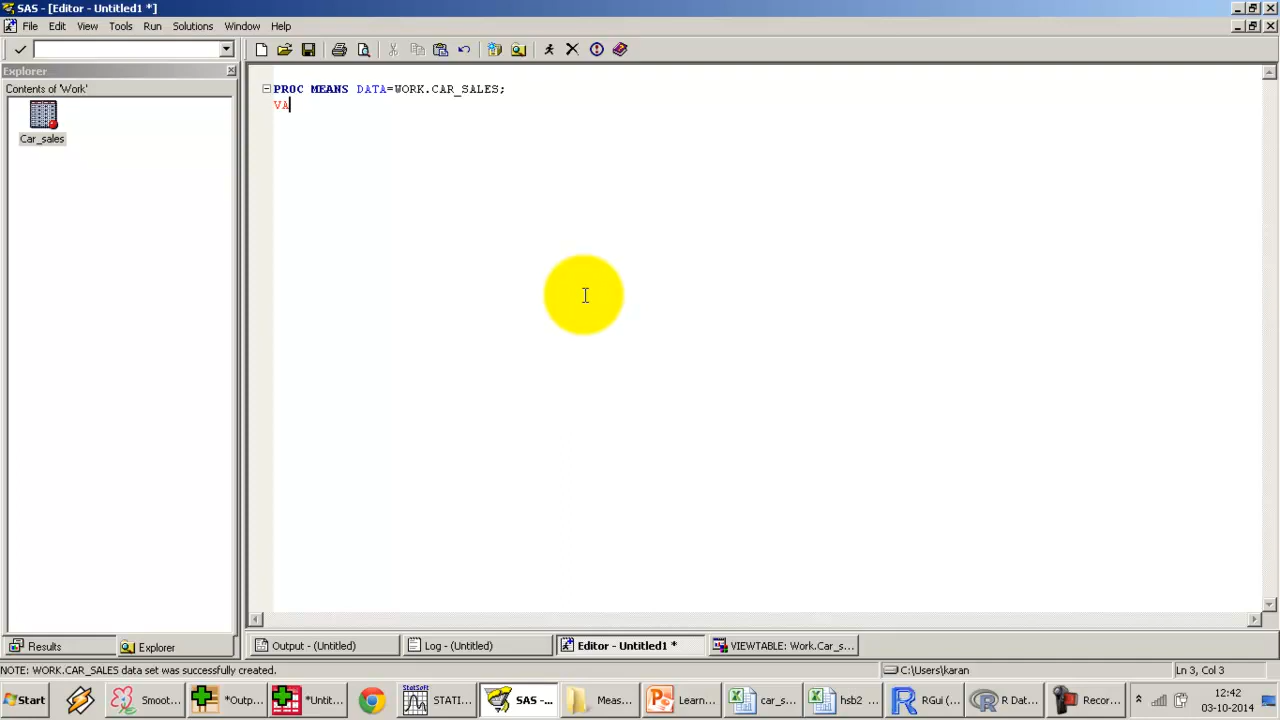 SAS - [Editor - Untitled1 *]
File Edit View Tools Run Solutions Window Help
Explorer
Contents of 'Work'
Car_sales
PROC MEANS DATA=WORK.CAR_SALES;
VA
Results
Explorer
Output - (Untitled)
Log - (Untitled)
Editor - Untitled1 *
VIEWTABLE: Work.Car_s...
NOTE: WORK.CAR_SALES data set was successfully created.
C:\Users\karan
Ln 3, Col 3
Start
Smoot...
*Outp...
*Untit...
StatSoft
STATI...
SAS -...
Meas...
Learn...
car_s...
hsb2 ...
RGui (...
R Dat...
Recor...
12:42
03-10-2014